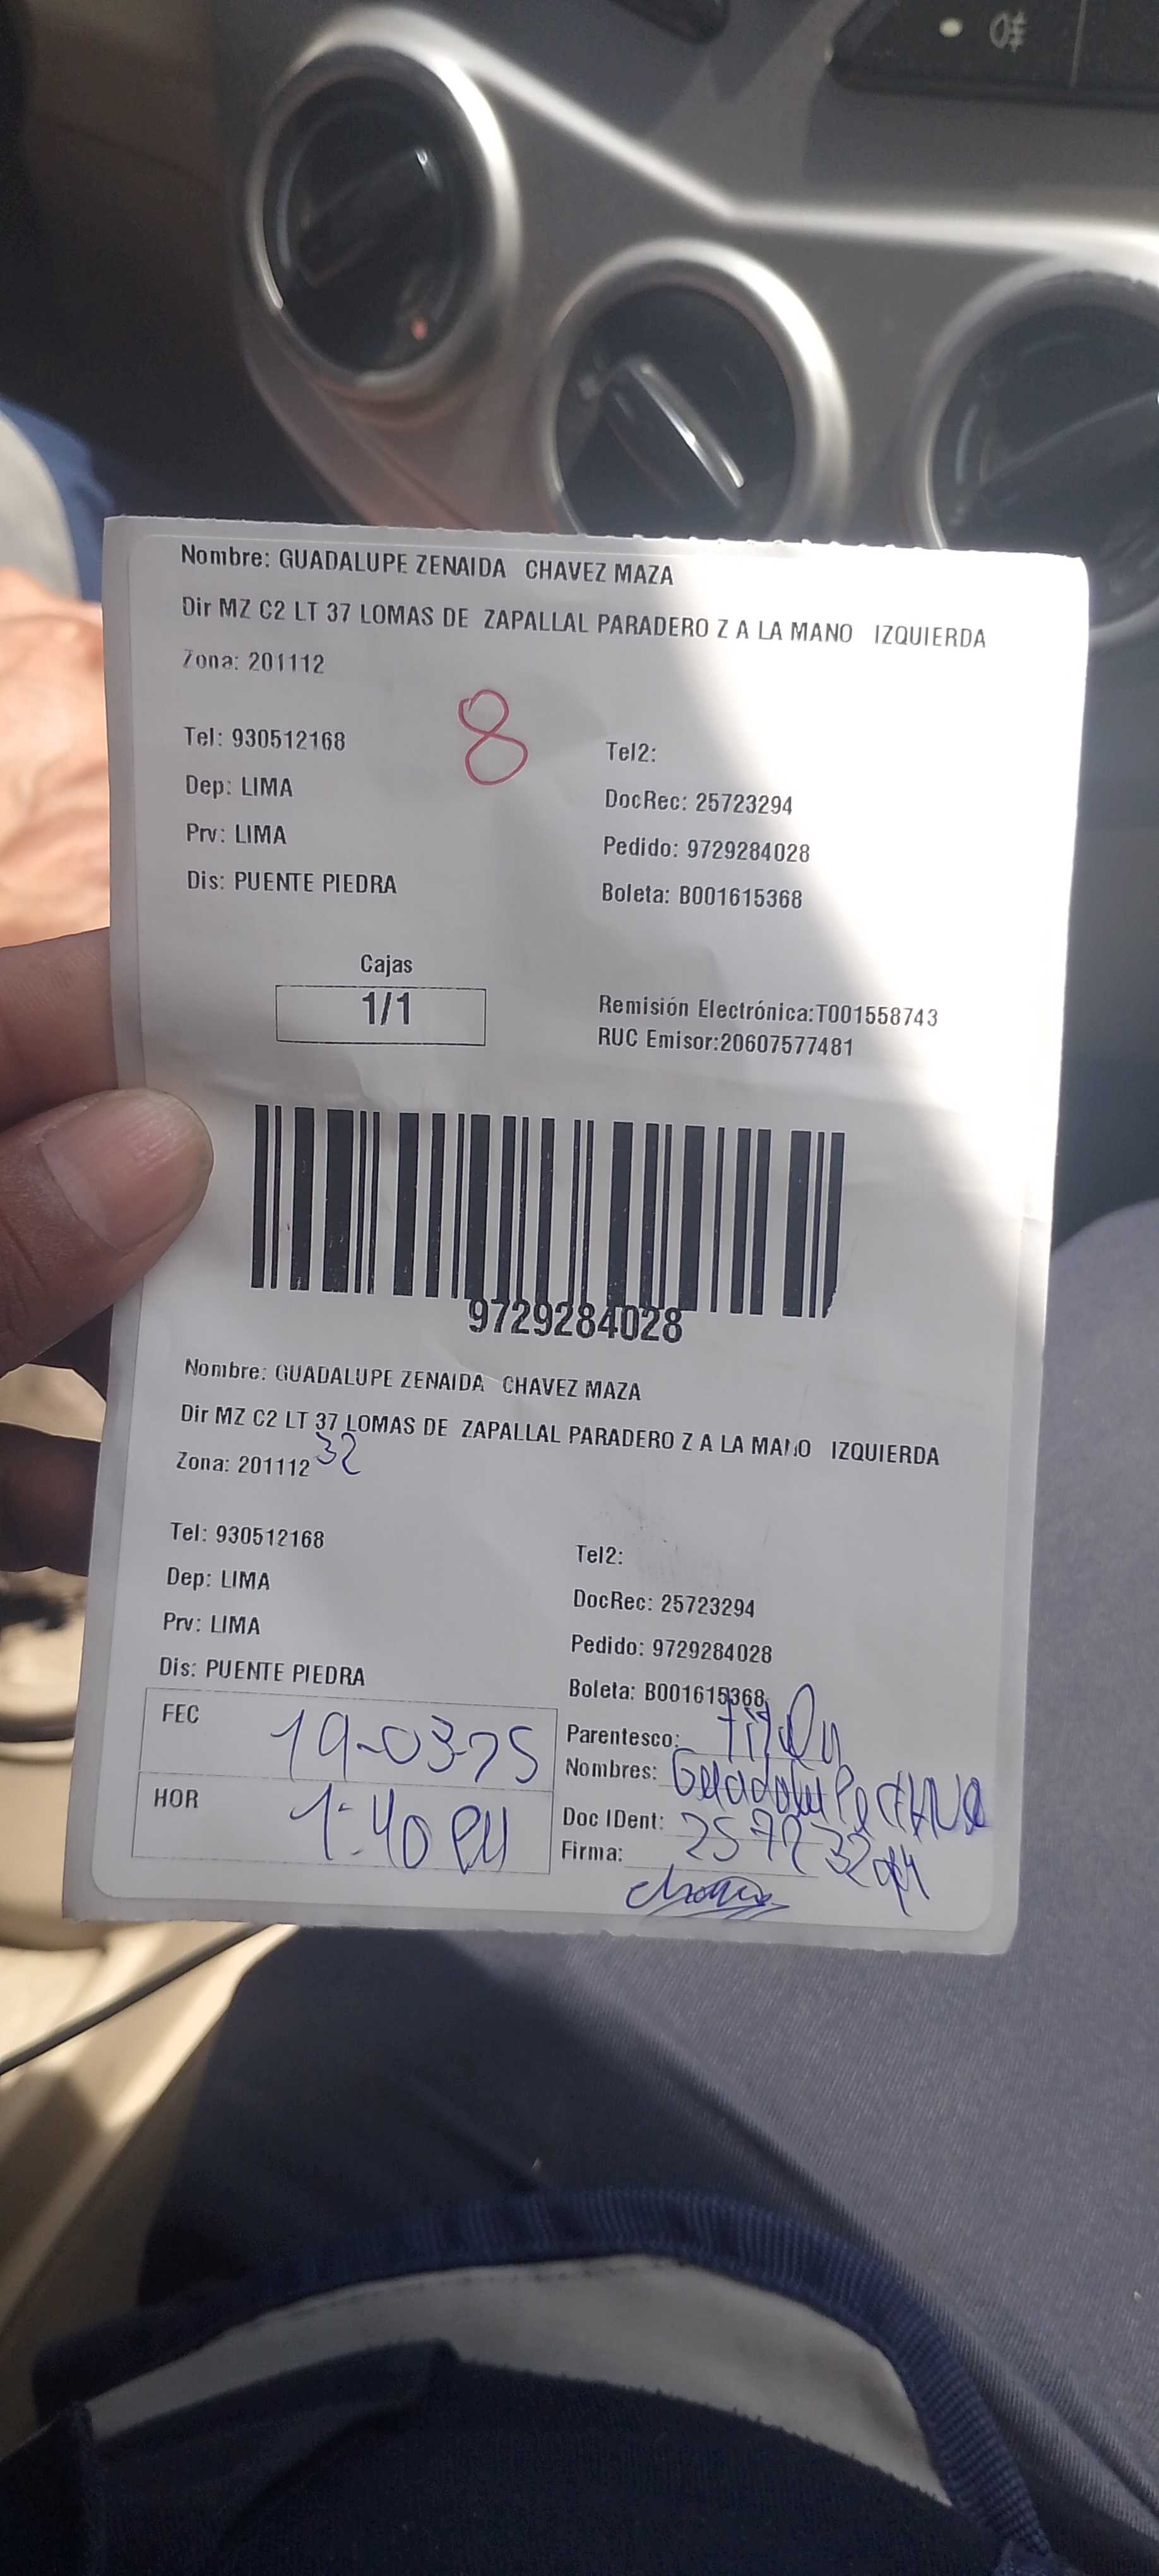 Nombre: GUADALUPE ZENAIDA CHAVEZ MAZA
Dir MZ C2 LT 37 LOMAS DE ZAPALLAL PARADERO Z A LA MANO IZQUIERDA
Zona: 201112
8
Tel: 930512168
Tel2:
Dep: LIMA
DocRec: 25723294
Prv: LIMA
Pedido: 9729284028
Dis: PUENTE PIEDRA
Boleta: B001615368
Cajas
1/1
Remisión Electrónica:T001558743
RUC Emisor:20607577481
9729284028
Nombre: GUADALUPE ZENAIDA CHAVEZ MAZA
Dir MZ C2 LT 37 LOMAS DE ZAPALLAL PARADERO Z A LA MANO IZQUIERDA
32
Zona: 201112
Tel: 930512168
Tel2:
Dep: LIMA
DocRec: 25723294
Prv: LIMA
Pedido: 9729284028
Dis: PUENTE PIEDRA
Boleta: B001615368
FEC 19-03-25
Parentesco:
Nombres: Guadalupe
HOR 1:40 PM
Doc IDent: 25723294
Firma: